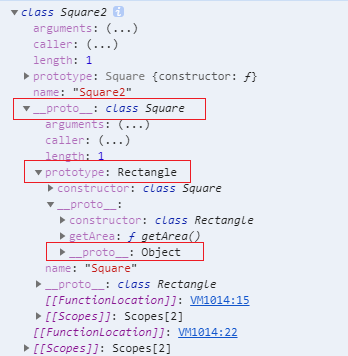 class Square2 i
arguments: (...)
caller: (...)
length: 1
prototype: Square {constructor: ƒ}
name: "Square2"
__proto__: class Square
arguments: (...)
caller: (...)
length: 1
prototype: Rectangle
constructor: class Square
__proto__:
constructor: class Rectangle
getArea: ƒ getArea()
__proto__: Object
name: "Square"
__proto__: class Rectangle
[[FunctionLocation]]: VM1014:15
[[Scopes]]: Scopes[2]
[[FunctionLocation]]: VM1014:22
[[Scopes]]: Scopes[2]